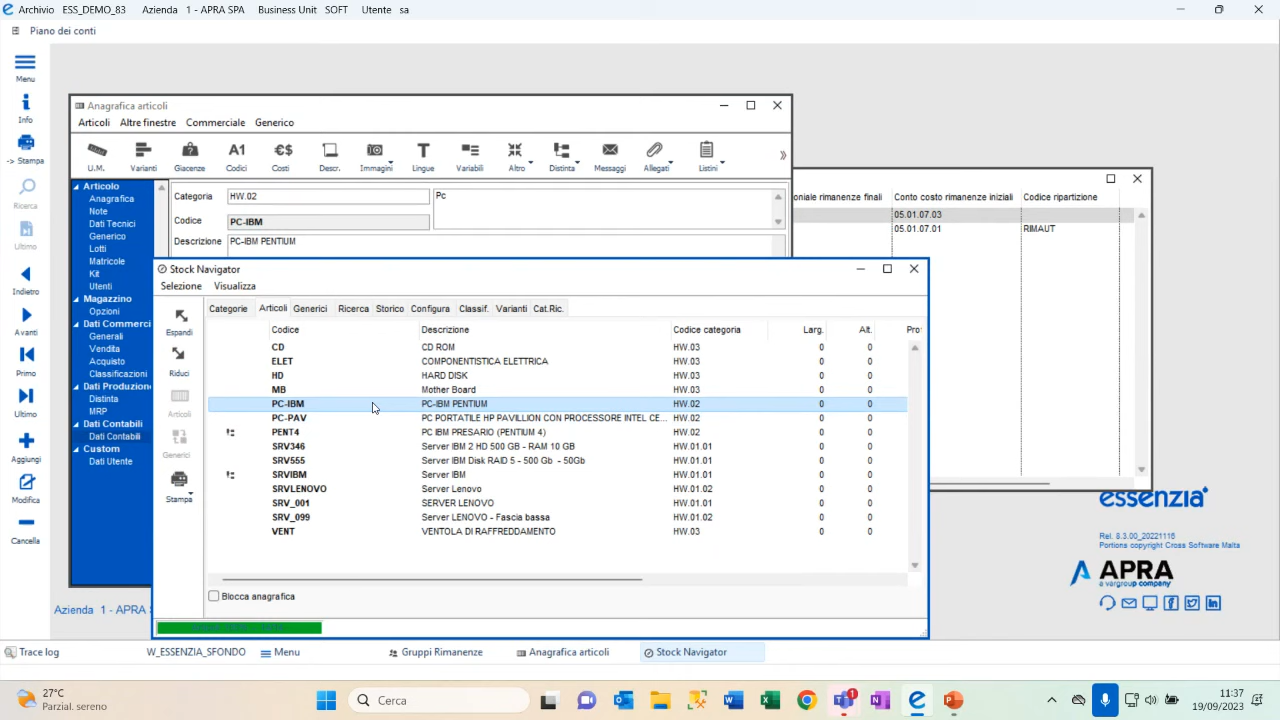 Archivio ESS_DEMO_83 Azienda 1 - APRA SPA Business Unit SOFT Utente sa
Piano dei conti
Menu
Info
-> Stampa
Ricerca
Ultimo
Indietro
Avanti
Primo
Ultimo
Aggiungi
Modifica
Cancella
Anagrafica articoli
Articoli Altre finestre Commerciale Generico
U.M. Varianti Giacenze Codici Costi Descr. Immagini Lingue Variabili Altro Distinta Messaggi Allegati Listini
Articolo
Anagrafica
Note
Dati Tecnici
Generico
Lotti
Matricole
Kit
Utenti
Magazzino
Opzioni
Dati Commerci
Generali
Vendita
Acquisto
Classificazioni
Dati Produzion
Distinta
MRP
Dati Contabili
Dati Contabili
Custom
Dati Utente
Categoria HW.02 Pc
Codice PC-IBM
Descrizione PC-IBM PENTIUM
oniale rimanenze finali Conto costo rimanenze iniziali Codice ripartizione
05.01.07.03
05.01.07.01 RIMAUT
Stock Navigator
Selezione Visualizza
Espandi
Riduci
Articoli
Generici
Stampa
Categorie Articoli Generici Ricerca Storico Configura Classif. Varianti Cat.Ric.
Codice Descrizione Codice categoria Larg. Alt. Pro
CD CD ROM HW.03 0 0
ELET COMPONENTISTICA ELETTRICA HW.03 0 0
HD HARD DISK HW.03 0 0
MB Mother Board HW.03 0 0
PC-IBM PC-IBM PENTIUM HW.02 0 0
PC-PAV PC PORTATILE HP PAVILLION CON PROCESSORE INTEL CE... HW.02 0 0
PENT4 PC IBM PRESARIO (PENTIUM 4) HW.02 0 0
SRV346 Server IBM 2 HD 500 GB - RAM 10 GB HW.01.01 0 0
SRV555 Server IBM Disk RAID 5 - 500 Gb - 50Gb HW.01.01 0 0
SRVIBM Server IBM HW.01.01 0 0
SRVLENOVO Server Lenovo HW.01.02 0 0
SRV_001 SERVER LENOVO HW.01.01 0 0
SRV_099 Server LENOVO - Fascia bassa HW.01.02 0 0
VENT VENTOLA DI RAFFREDDAMENTO HW.03 0 0
Blocca anagrafica
essenzia
Rel. 8.3.00_20221116
Portions copyright Cross Software Malta
APRA
a vargroup company
Azienda 1 - APRA S
Trace log W_ESSENZIA_SFONDO Menu Gruppi Rimanenze Anagrafica articoli Stock Navigator
27°C
Parzial. sereno
Cerca
1
11:37
19/09/2023